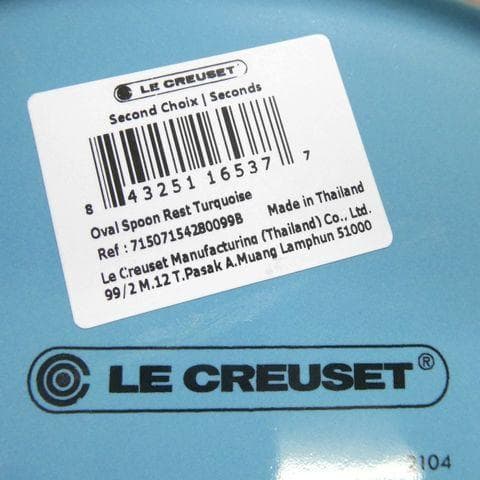 LE CREUSET
Second Choix | Seconds
8 43251 16537 7
Oval Spoon Rest Turquoise
Ref : 71507154280099B Made in Thailand
Le Creuset Manufacturing (Thailand) Co., Ltd.
99/2 M.12 T.Pasak A.Muang Lamphun 51000
LE CREUSET®